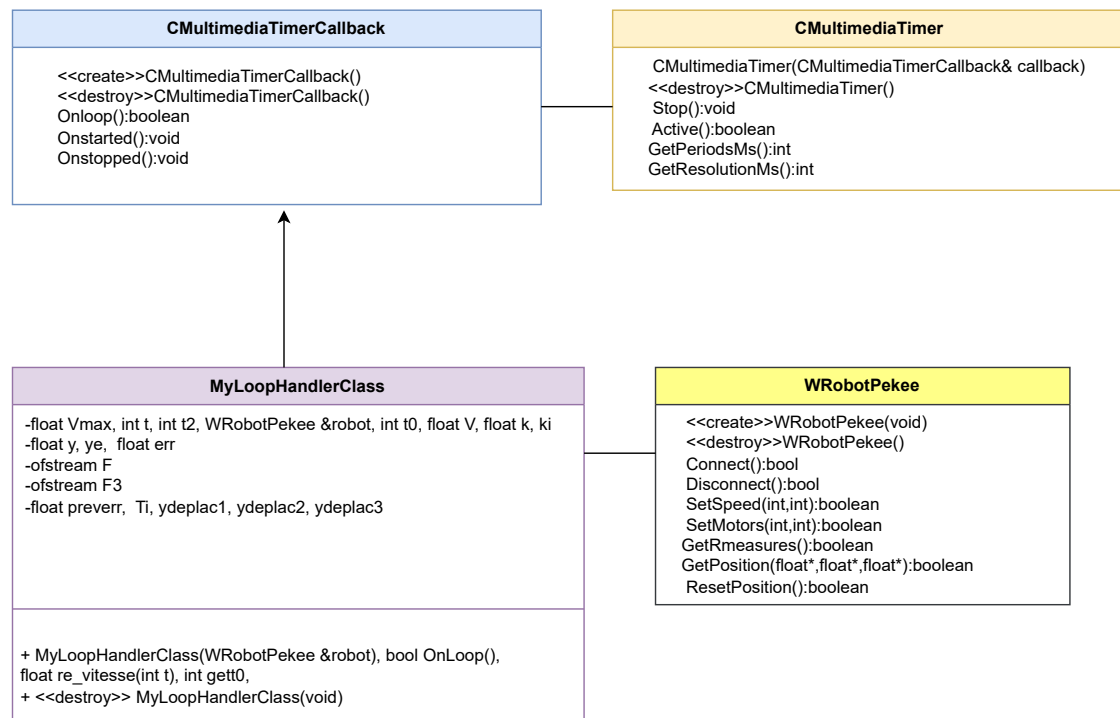 CMultimediaTimerCallback
<<create>>CMultimediaTimerCallback()
<<destroy>>CMultimediaTimerCallback()
Onloop():boolean
Onstarted():void
Onstopped():void
CMultimediaTimer
CMultimediaTimer(CMultimediaTimerCallback& callback)
<<destroy>>CMultimediaTimer()
Stop():void
Active():boolean
GetPeriodsMs():int
GetResolutionMs():int
MyLoopHandlerClass
-float Vmax, int t, int t2, WRobotPekee &robot, int t0, float V, float k, ki
-float y, ye, float err
-ofstream F
-ofstream F3
-float preverr, Ti, ydeplac1, ydeplac2, ydeplac3
+ MyLoopHandlerClass(WRobotPekee &robot), bool OnLoop(),
float re_vitesse(int t), int gett0,
+ <<destroy>> MyLoopHandlerClass(void)
WRobotPekee
<<create>>WRobotPekee(void)
<<destroy>>WRobotPekee()
Connect():bool
Disconnect():bool
SetSpeed(int,int):boolean
SetMotors(int,int):boolean
GetRmeasures():boolean
GetPosition(float*,float*,float*):boolean
ResetPosition():boolean